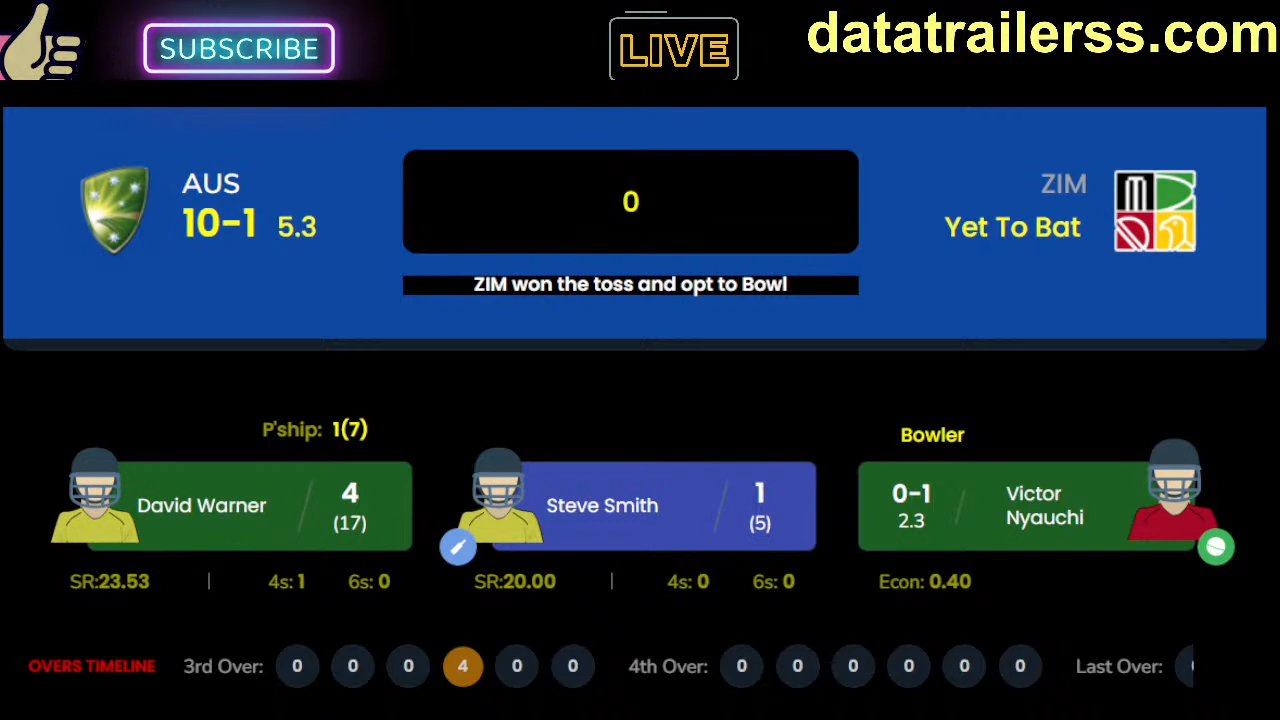 SUBSCRIBE
LIVE
datatrailerss.com
AUS
10-1 5.3
0
ZIM
Yet To Bat
ZIM won the toss and opt to Bowl
P'ship: 1(7)
Bowler
David Warner
4
(17)
Steve Smith
1
(5)
0-1
2.3
Victor
Nyauchi
SR:23.53 | 4s: 1 6s: 0
SR:20.00 | 4s: 0 6s: 0
Econ: 0.40
OVERS TIMELINE 3rd Over: 0 0 0 4 0 0 4th Over: 0 0 0 0 0 0 Last Over: